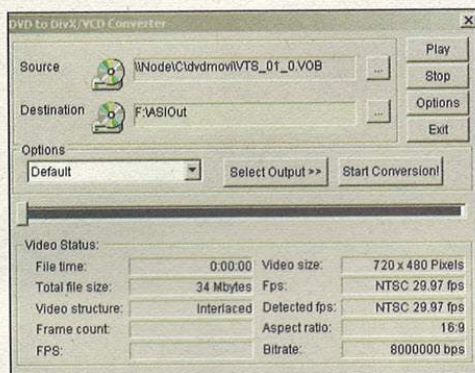 DVD to DivX/VCD Converter
Source \\Node\C\dvdmovi\VTS_01_0.VOB ... Play
Stop
Destination F:\ASIOut ... Options
Exit
Options
Default Select Output >> Start Conversion!
Video Status:
File time: 0:00:00 Video size: 720 x 480 Pixels
Total file size: 34 Mbytes Fps: NTSC 29.97 fps
Video structure: Interlaced Detected fps: NTSC 29.97 fps
Frame count: Aspect ratio: 16:9
FPS: Bitrate: 8000000 bps